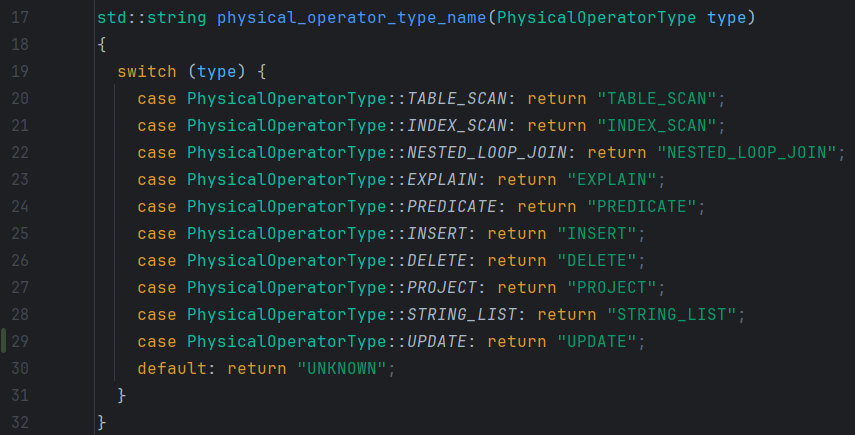 17 std::string physical_operator_type_name(PhysicalOperatorType type)
18 {
19   switch (type) {
20     case PhysicalOperatorType::TABLE_SCAN: return "TABLE_SCAN";
21     case PhysicalOperatorType::INDEX_SCAN: return "INDEX_SCAN";
22     case PhysicalOperatorType::NESTED_LOOP_JOIN: return "NESTED_LOOP_JOIN";
23     case PhysicalOperatorType::EXPLAIN: return "EXPLAIN";
24     case PhysicalOperatorType::PREDICATE: return "PREDICATE";
25     case PhysicalOperatorType::INSERT: return "INSERT";
26     case PhysicalOperatorType::DELETE: return "DELETE";
27     case PhysicalOperatorType::PROJECT: return "PROJECT";
28     case PhysicalOperatorType::STRING_LIST: return "STRING_LIST";
29     case PhysicalOperatorType::UPDATE: return "UPDATE";
30     default: return "UNKNOWN";
31   }
32 }